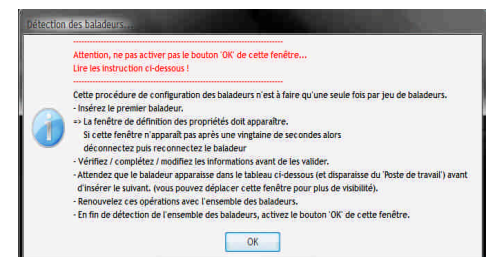 Détection des baladeurs...
Attention, ne pas activer pas le bouton 'OK' de cette fenêtre...
Lire les instruction ci-dessous !
Cette procédure de configuration des baladeurs n'est à faire qu'une seule fois par jeu de baladeurs.
- Insérez le premier baladeur.
=> La fenêtre de définition des propriétés doit apparaître.
Si cette fenêtre n'apparaît pas après une vingtaine de secondes alors
déconnectez puis reconnectez le baladeur
- Vérifiez / complétez / modifiez les informations avant de les valider.
- Attendez que le baladeur apparaisse dans le tableau ci-dessous (et disparaisse du 'Poste de travail') avant
d'insérer le suivant. (vous pouvez déplacer cette fenêtre pour plus de visibilité).
- Renouvelez ces opérations avec l'ensemble des baladeurs.
- En fin de détection de l'ensemble des baladeurs, activez le bouton 'OK' de cette fenêtre.
OK